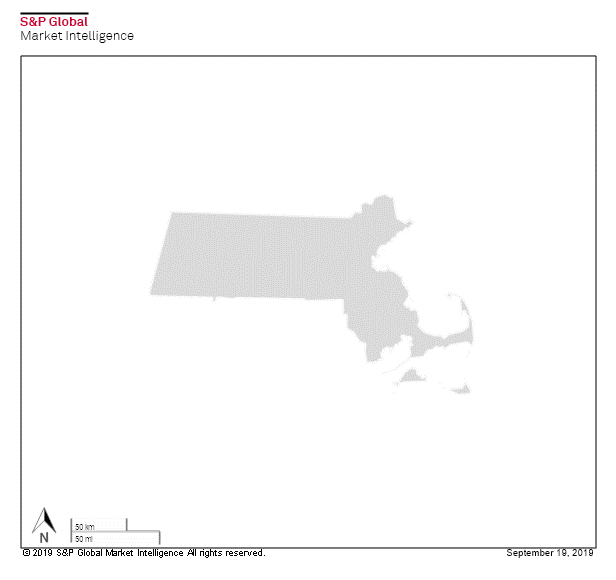 S&P Global
Market Intelligence
N
50 km
50 mi
© 2019 S&P Global Market Intelligence All rights reserved.
September 19, 2019